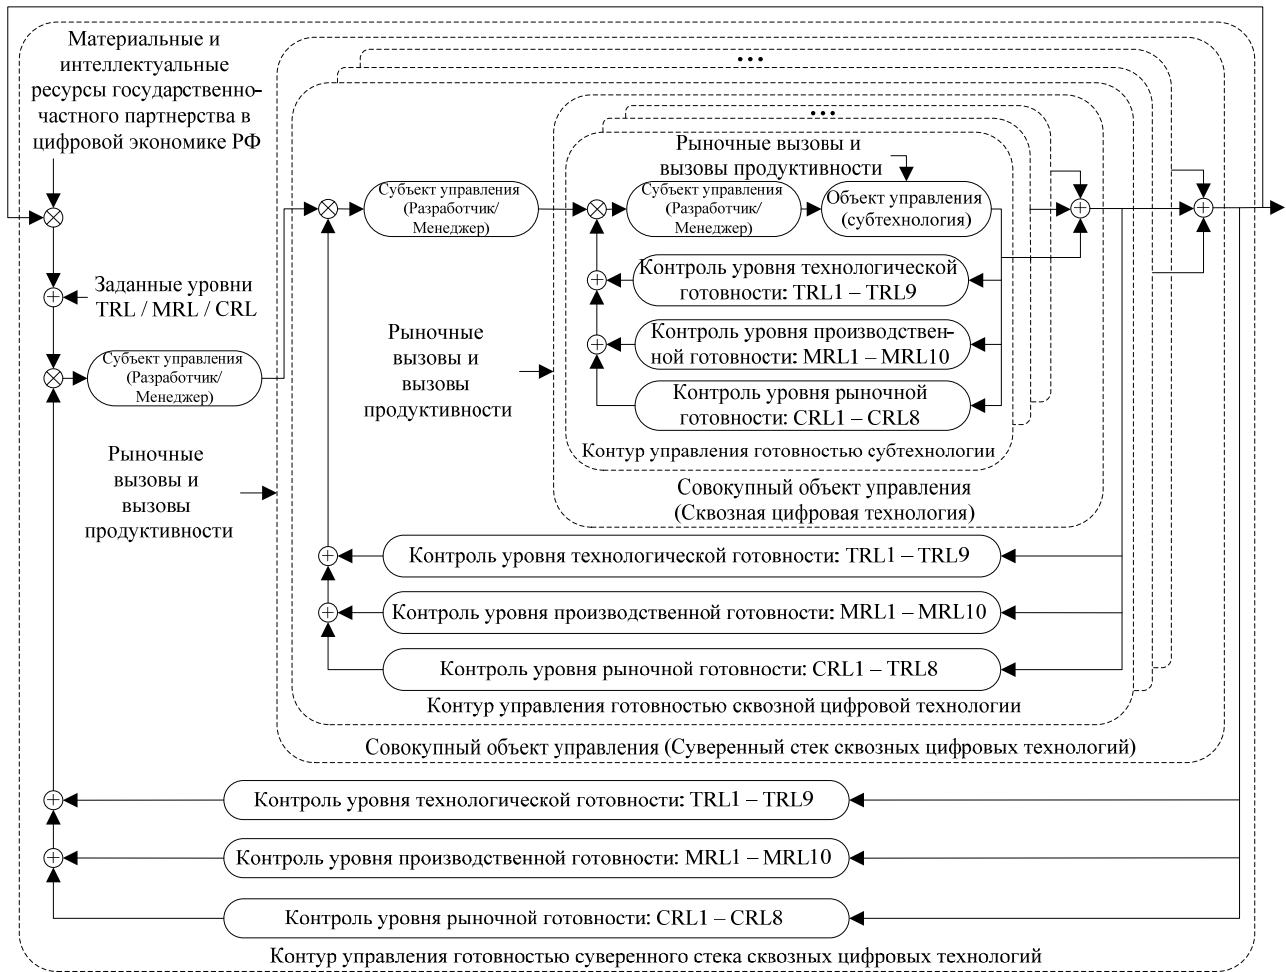 Материальные и
интеллектуальные
ресурсы государственно-
частного партнерства в
цифровой экономике РФ
...
...
Рыночные вызовы и
вызовы продуктивности
Субъект управления
(Разработчик/
Менеджер)
Субъект управления
(Разработчик/
Менеджер)
Объект управления
(субтехнология)
Заданные уровни
TRL / MRL / CRL
Контроль уровня технологической
готовности: TRL1 – TRL9
Рыночные
вызовы и
вызовы
продуктивности
Контроль уровня производствен-
ной готовности: MRL1 – MRL10
Субъект управления
(Разработчик/
Менеджер)
Контроль уровня рыночной
готовности: CRL1 – CRL8
Контур управления готовностью субтехнологии
Рыночные
вызовы и
вызовы
продуктивности
Совокупный объект управления
(Сквозная цифровая технология)
Контроль уровня технологической готовности: TRL1 – TRL9
Контроль уровня производственной готовности: MRL1 – MRL10
Контроль уровня рыночной готовности: CRL1 – TRL8
Контур управления готовностью сквозной цифровой технологии
Совокупный объект управления (Суверенный стек сквозных цифровых технологий)
Контроль уровня технологической готовности: TRL1 – TRL9
Контроль уровня производственной готовности: MRL1 – MRL10
Контроль уровня рыночной готовности: CRL1 – CRL8
Контур управления готовностью суверенного стека сквозных цифровых технологий